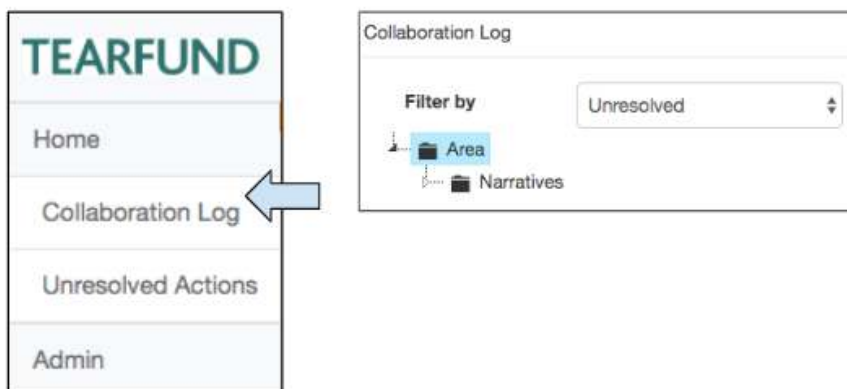 TEARFUND
Home
Collaboration Log
Unresolved Actions
Admin
Collaboration Log
Filter by Unresolved
Area
Narratives